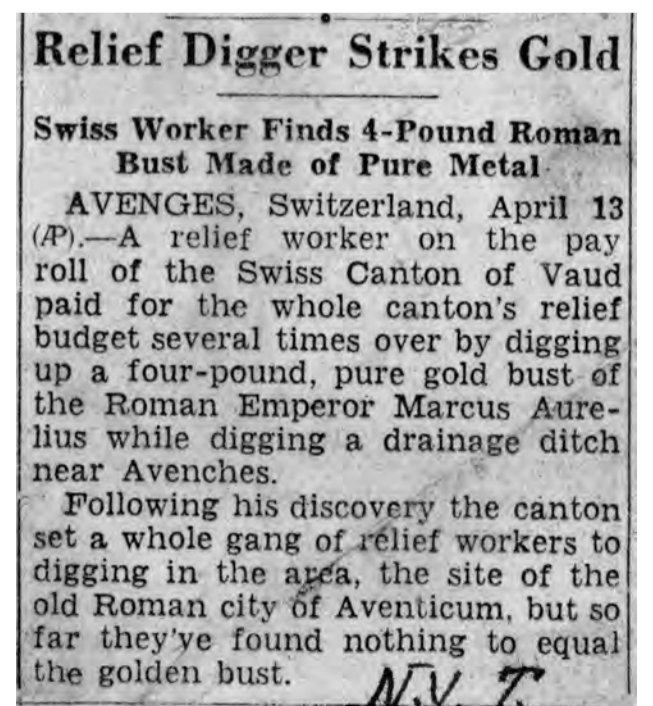 Relief Digger Strikes Gold
Swiss Worker Finds 4-Pound Roman
Bust Made of Pure Metal
AVENGES, Switzerland, April 13
(AP).—A relief worker on the pay
roll of the Swiss Canton of Vaud
paid for the whole canton's relief
budget several times over by digging
up a four-pound, pure gold bust of
the Roman Emperor Marcus Aure-
lius while digging a drainage ditch
near Avenches.
Following his discovery the canton
set a whole gang of relief workers to
digging in the area, the site of the
old Roman city of Aventicum, but so
far they'ye found nothing to equal
the golden bust.
N.Y.T.